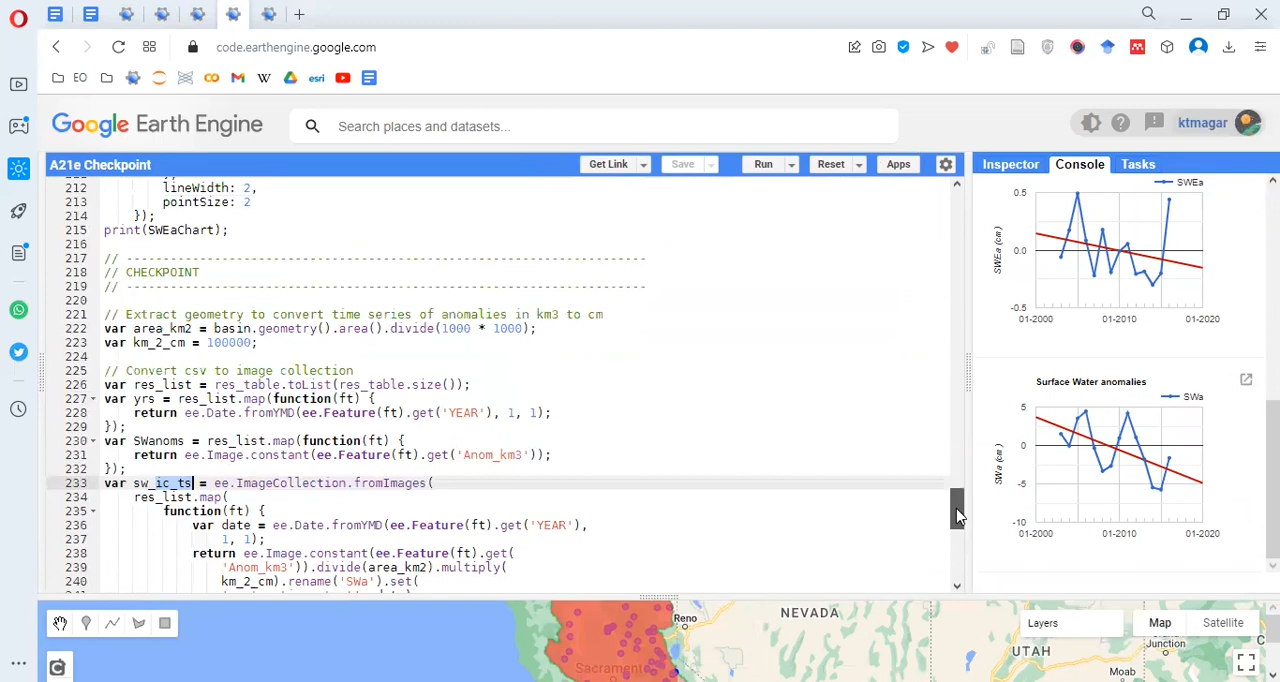 code.earthengine.google.com
EO
esri
Google Earth Engine
Search places and datasets...
ktmagar
A21e Checkpoint
Get Link
Save
Run
Reset
Apps
Inspector
Console
Tasks
212 lineWidth: 2,
213 pointSize: 2
214 });
215 print(SWEaChart);
216
217 // -------------------------------------------------------------------------
218 // CHECKPOINT
219 // -------------------------------------------------------------------------
220
221 // Extract geometry to convert time series of anomalies in km3 to cm
222 var area_km2 = basin.geometry().area().divide(1000 * 1000);
223 var km_2_cm = 100000;
224
225 // Convert csv to image collection
226 var res_list = res_table.toList(res_table.size());
227 var yrs = res_list.map(function(ft) {
228 return ee.Date.fromYMD(ee.Feature(ft).get('YEAR'), 1, 1);
229 });
230 var SWanoms = res_list.map(function(ft) {
231 return ee.Image.constant(ee.Feature(ft).get('Anom_km3'));
232 });
233 var sw_ic_ts = ee.ImageCollection.fromImages(
234 res_list.map(
235 function(ft) {
236 var date = ee.Date.fromYMD(ee.Feature(ft).get('YEAR'),
237 1, 1);
238 return ee.Image.constant(ee.Feature(ft).get(
239 'Anom_km3')).divide(area_km2).multiply(
240 km_2_cm).rename('SWa').set(
SWEa
0.5
0.0
-0.5
SWEa (cm)
01-2000
01-2010
01-2020
Surface Water anomalies
SWa
5
0
-5
-10
SWa (cm)
01-2000
01-2010
01-2020
Reno
NEVADA
Sacramento
UTAH
Junction
Moab
Layers
Map
Satellite